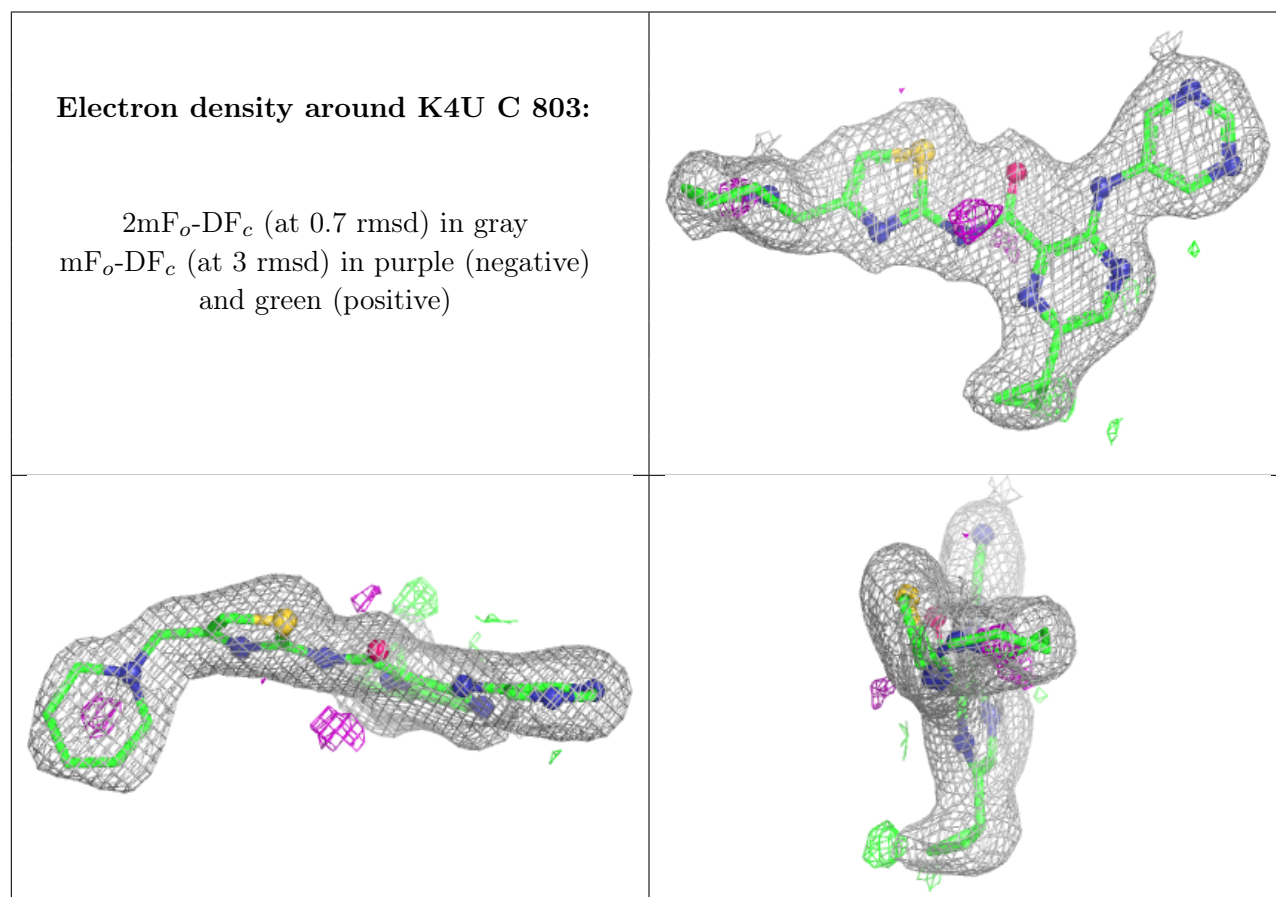 Electron density around K4U C 803:
2mFo-DFc (at 0.7 rmsd) in gray
mFo-DFc (at 3 rmsd) in purple (negative)
and green (positive)